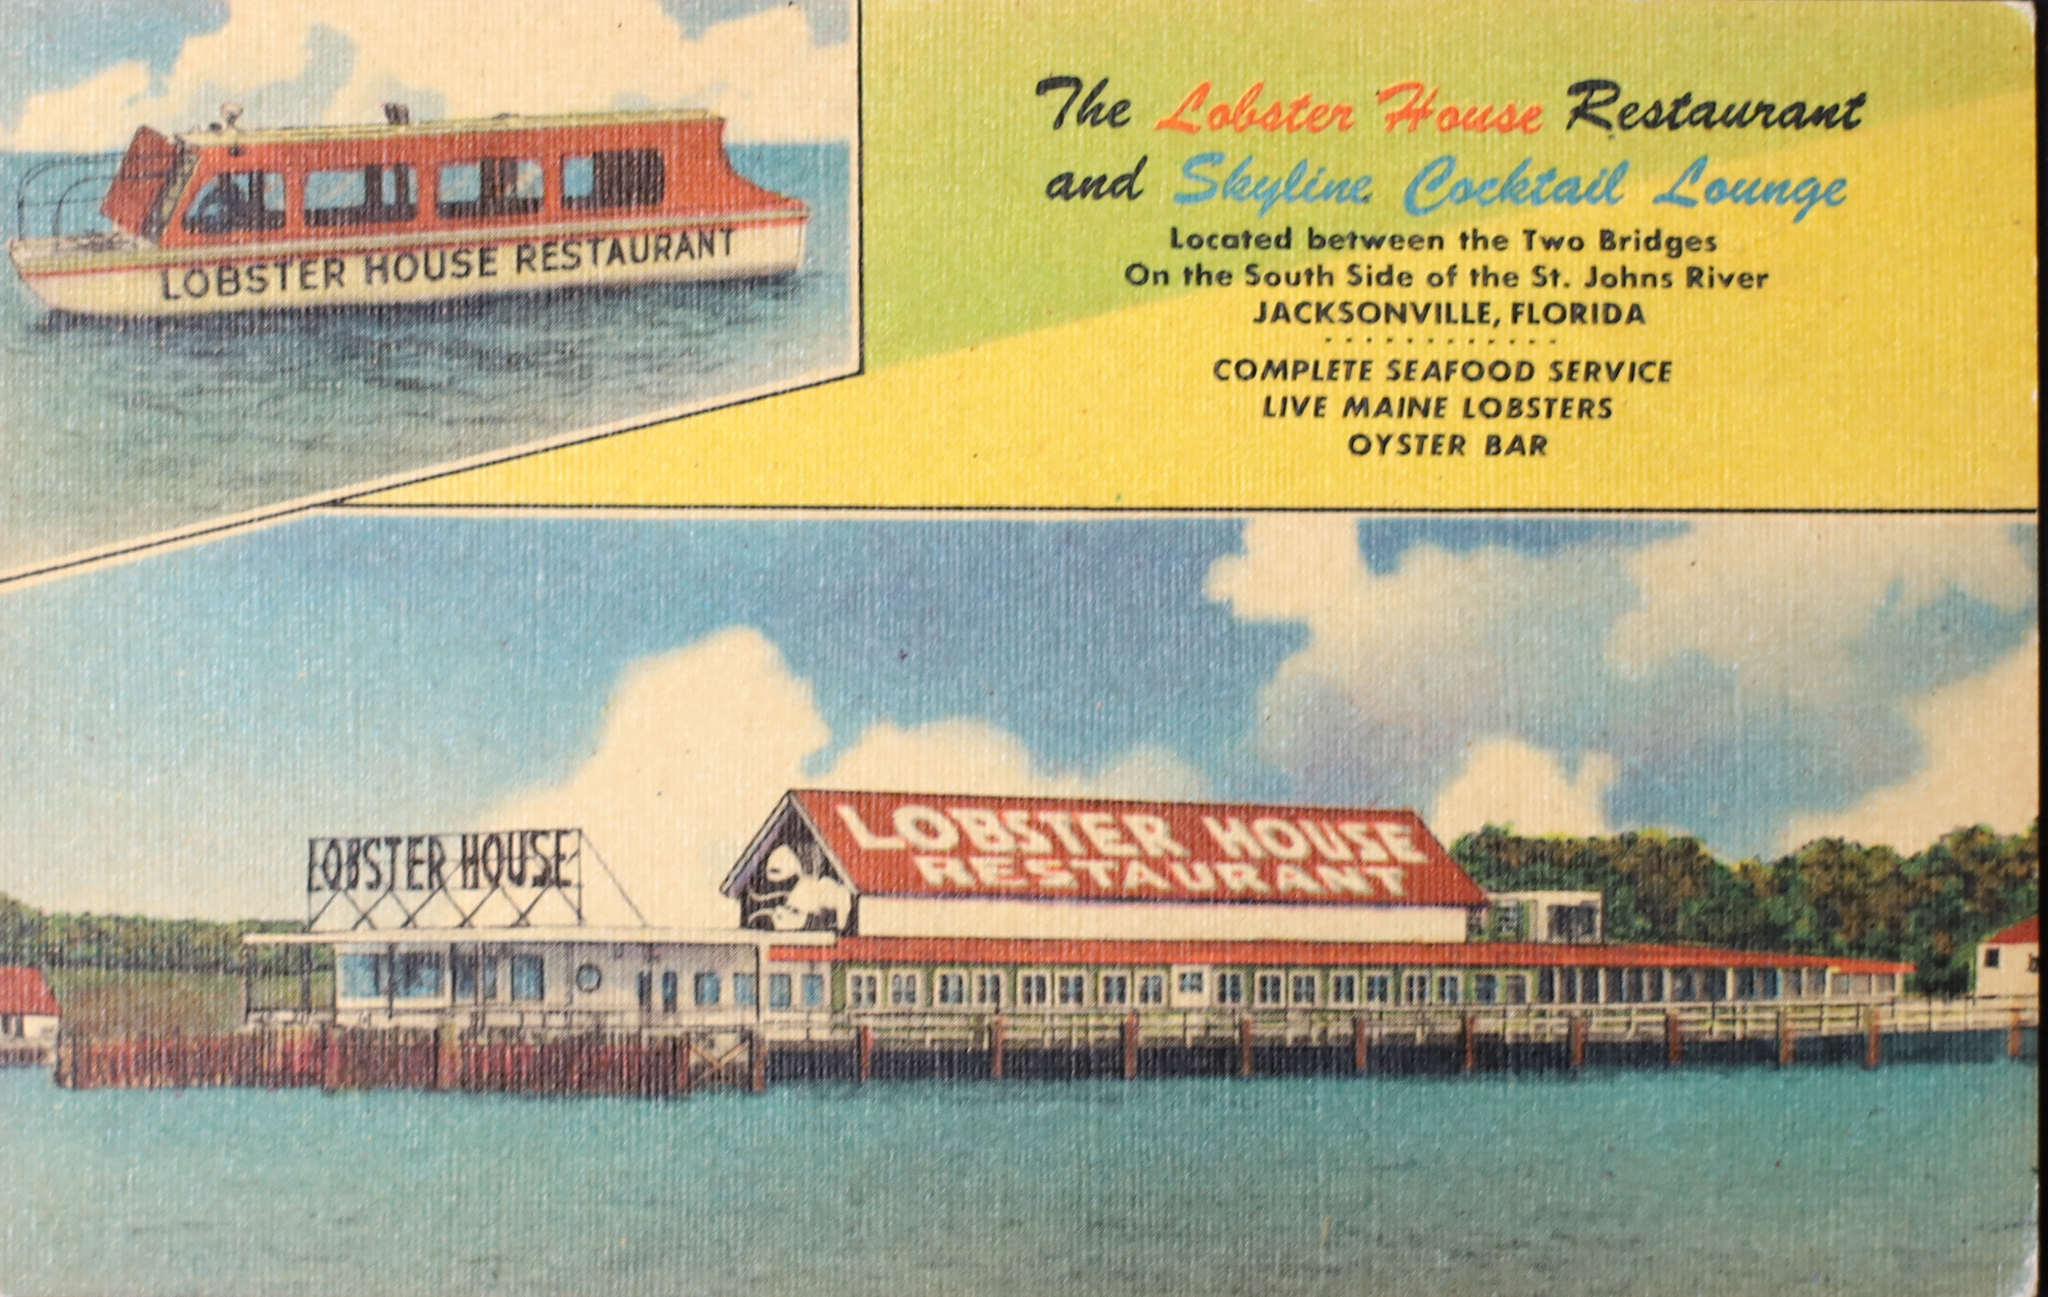 LOBSTER HOUSE RESTAURANT
The Lobster House Restaurant
and Skyline Cocktail Lounge
Located between the Two Bridges
On the South Side of the St. Johns River
JACKSONVILLE, FLORIDA
COMPLETE SEAFOOD SERVICE
LIVE MAINE LOBSTERS
OYSTER BAR
LOBSTER HOUSE
LOBSTER HOUSE
RESTAURANT